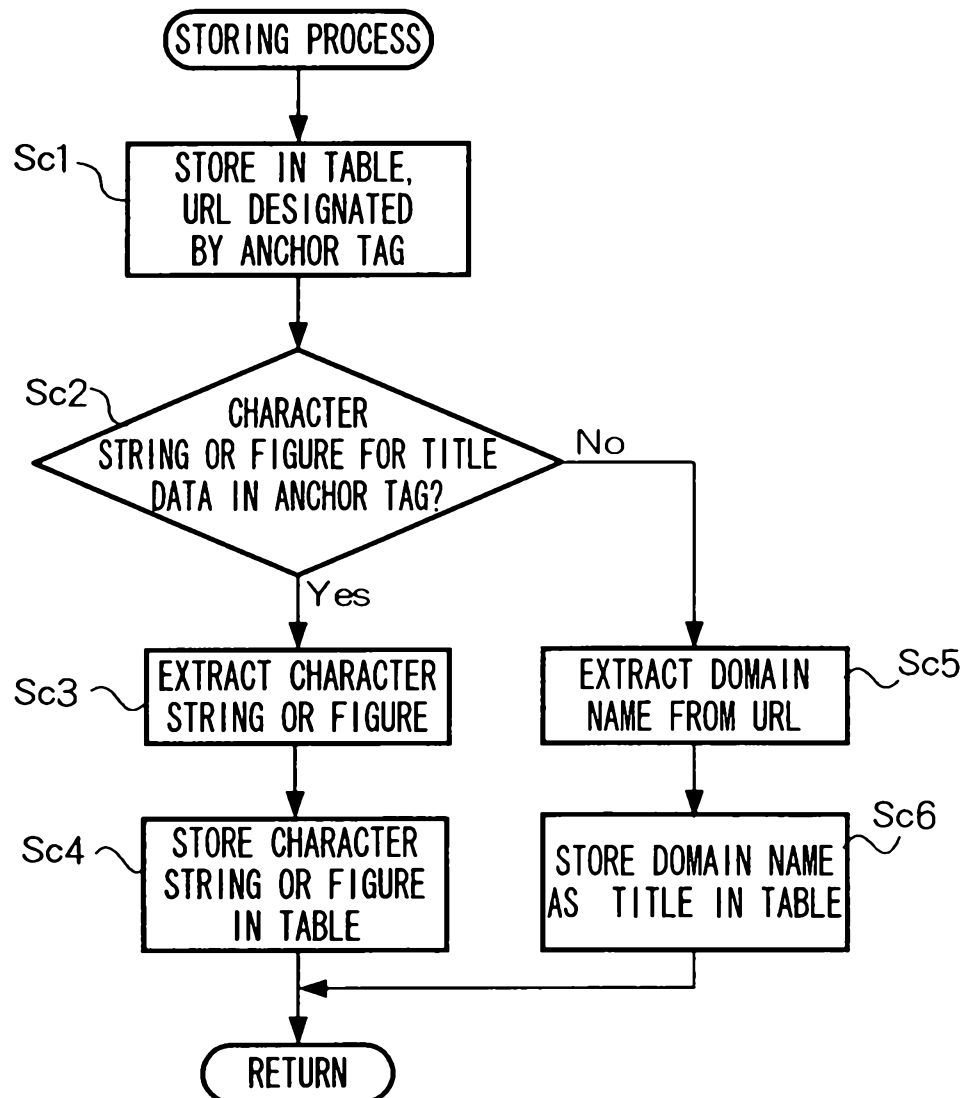 STORING PROCESS
Sc1
STORE IN TABLE,
URL DESIGNATED
BY ANCHOR TAG
Sc2
CHARACTER
STRING OR FIGURE FOR TITLE
DATA IN ANCHOR TAG?
No
Yes
Sc3
EXTRACT CHARACTER
STRING OR FIGURE
Sc5
EXTRACT DOMAIN
NAME FROM URL
Sc4
STORE CHARACTER
STRING OR FIGURE
IN TABLE
Sc6
STORE DOMAIN NAME
AS TITLE IN TABLE
RETURN